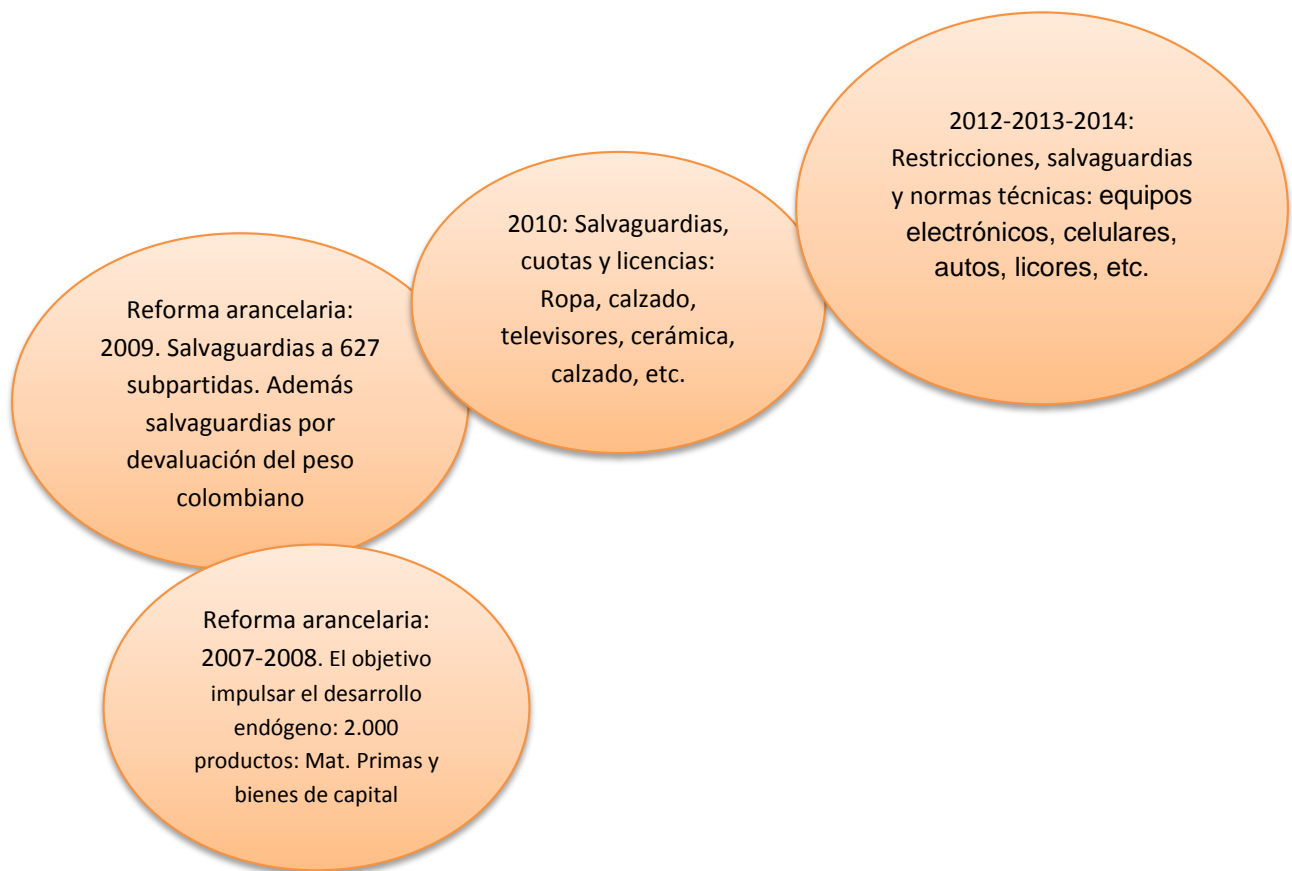 2012-2013-2014:
Restricciones, salvaguardias
y normas técnicas: equipos
electrónicos, celulares,
autos, licores, etc.
2010: Salvaguardias,
cuotas y licencias:
Ropa, calzado,
televisores, cerámica,
calzado, etc.
Reforma arancelaria:
2009. Salvaguardias a 627
subpartidas. Además
salvaguardias por
devaluación del peso
colombiano
Reforma arancelaria:
2007-2008. El objetivo
impulsar el desarrollo
endógeno: 2.000
productos: Mat. Primas y
bienes de capital